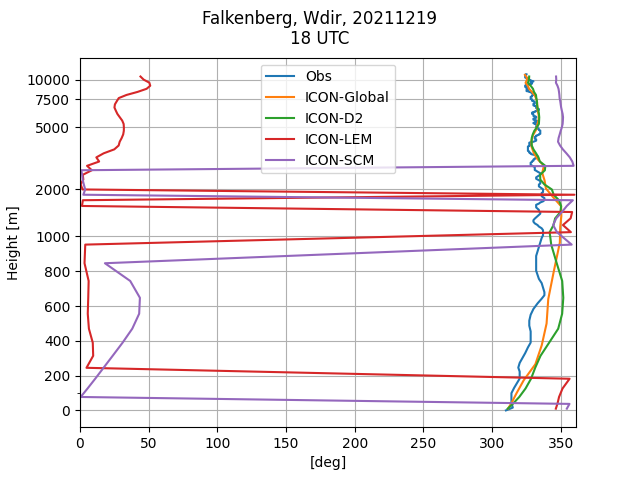 Falkenberg, Wdir, 20211219
18 UTC
Obs
ICON-Global
ICON-D2
ICON-LEM
ICON-SCM
Height [m]
10000
7500
5000
2000
1000
800
600
400
200
0
0 50 100 150 200 250 300 350
[deg]